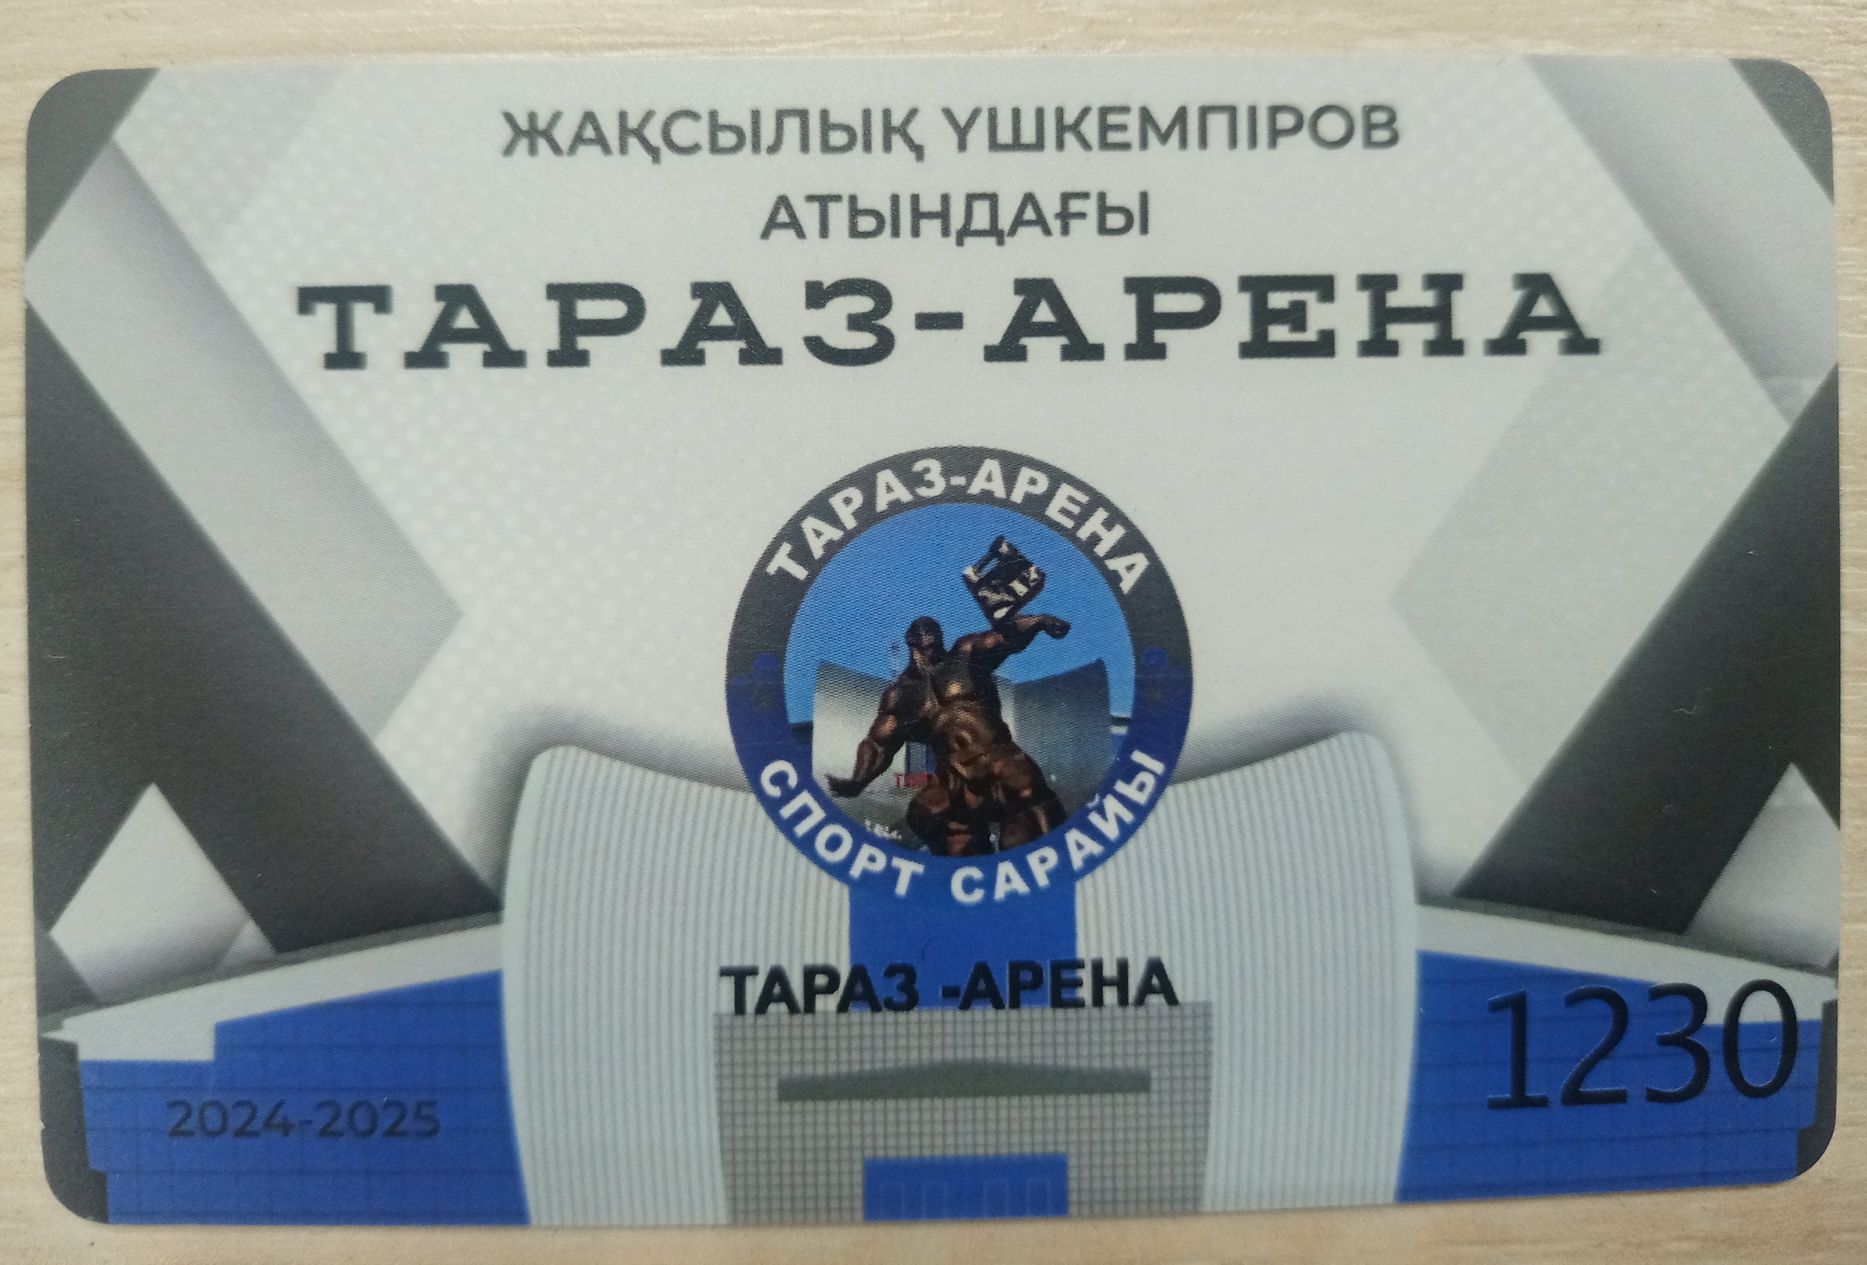 ЖАҚСЫЛЫҚ ҮШКЕМПІРОВ
АТЫНДАҒЫ
ТАРАЗ-АРЕНА
ТАРАЗ-АРЕНА
СПОРТ САРАЙЫ
ТАРАЗ -АРЕНА
1230
2024-2025